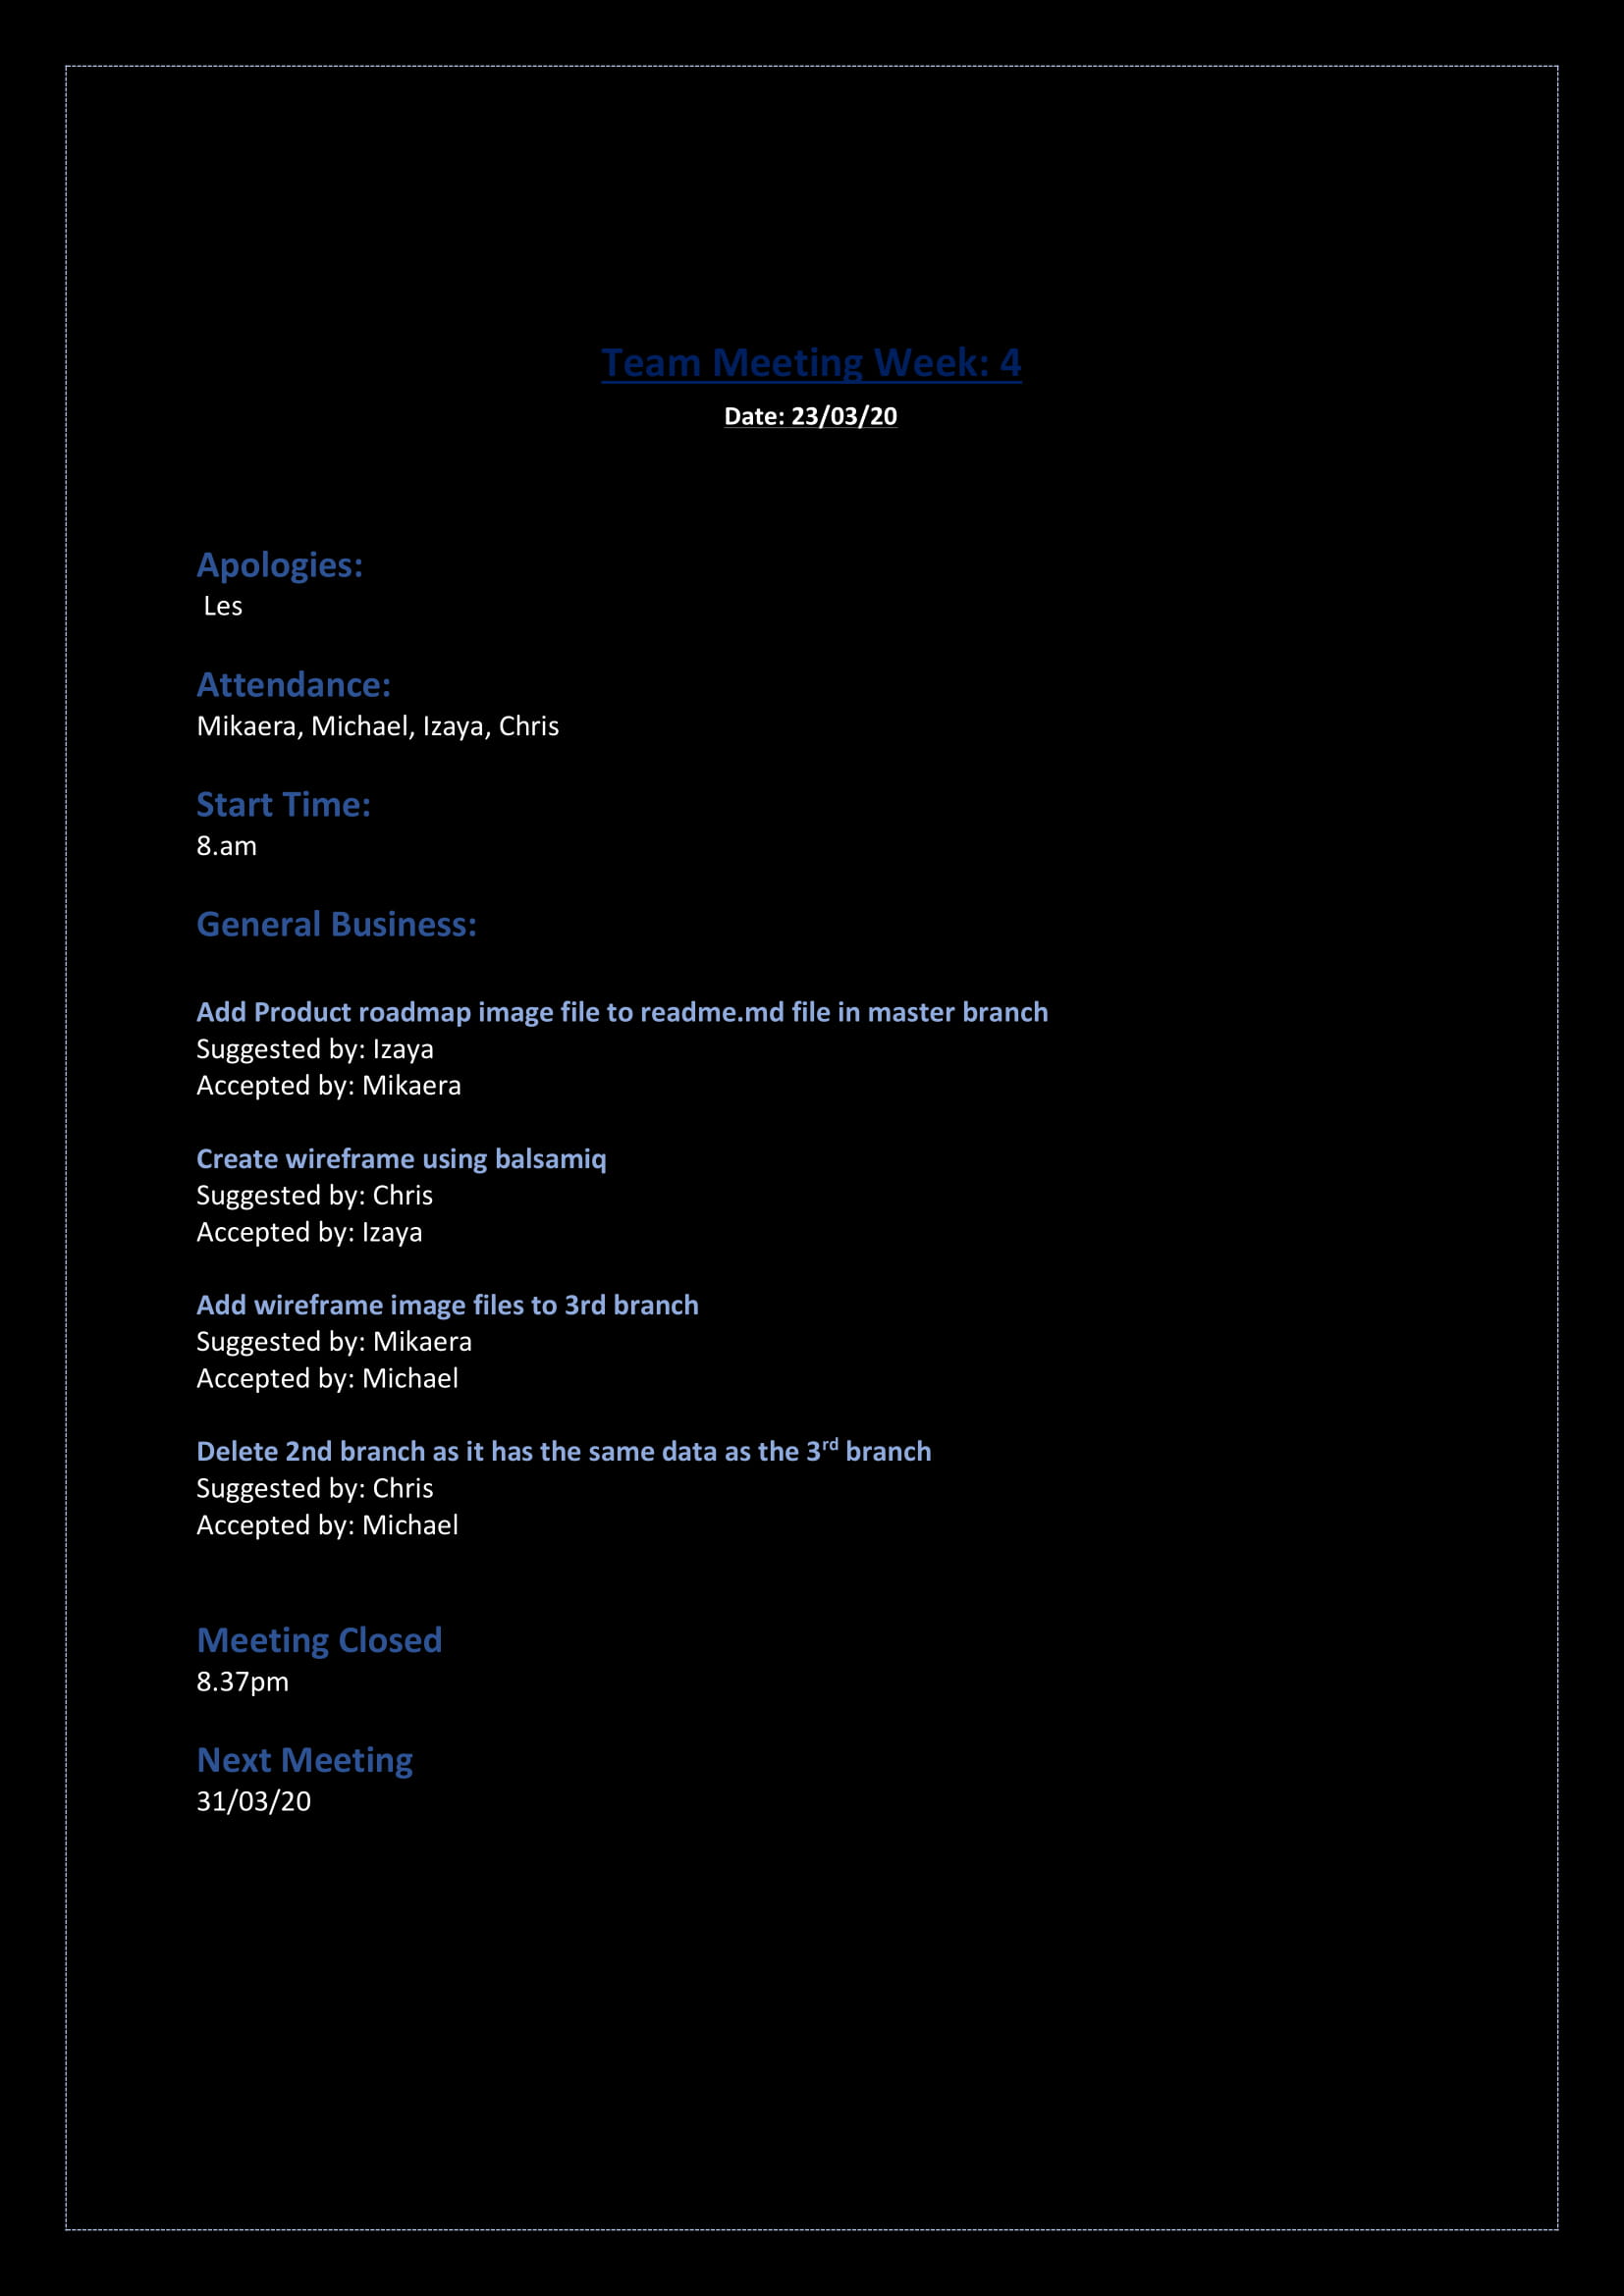 Team Meeting Week: 4
Date: 23/03/20
Apologies:
Les
Attendance:
Mikaera, Michael, Izaya, Chris
Start Time:
8.am
General Business:
Add Product roadmap image file to readme.md file in master branch
Suggested by: Izaya
Accepted by: Mikaera
Create wireframe using balsamiq
Suggested by: Chris
Accepted by: Izaya
Add wireframe image files to 3rd branch
Suggested by: Mikaera
Accepted by: Michael
Delete 2nd branch as it has the same data as the 3rd branch
Suggested by: Chris
Accepted by: Michael
Meeting Closed
8.37pm
Next Meeting
31/03/20